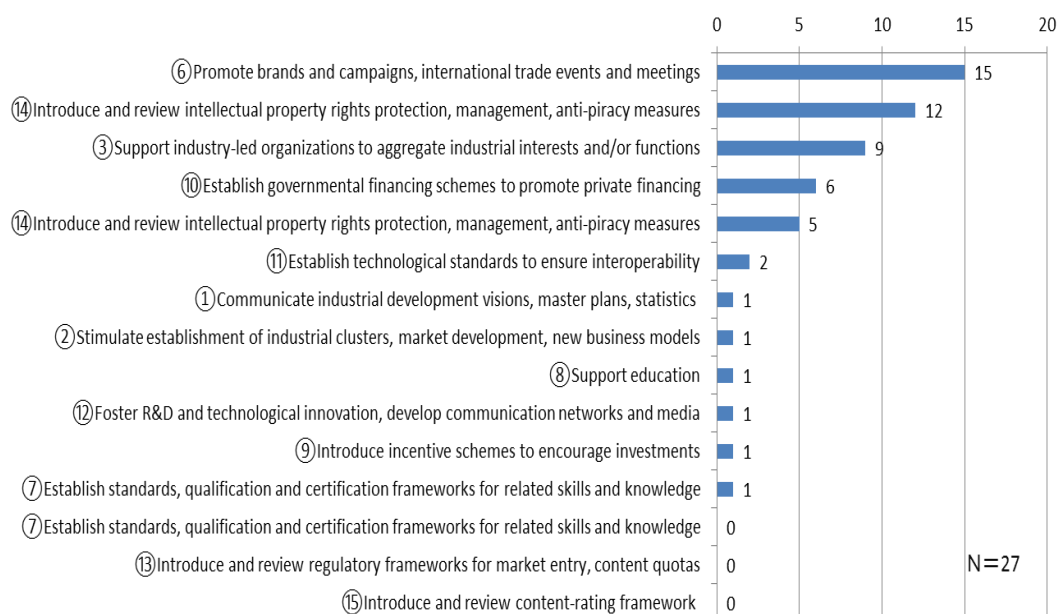 0 5 10 15 20
⑥Promote brands and campaigns, international trade events and meetings 15
⑭Introduce and review intellectual property rights protection, management, anti-piracy measures 12
③Support industry-led organizations to aggregate industrial interests and/or functions 9
⑩Establish governmental financing schemes to promote private financing 6
⑭Introduce and review intellectual property rights protection, management, anti-piracy measures 5
⑪Establish technological standards to ensure interoperability 2
①Communicate industrial development visions, master plans, statistics 1
②Stimulate establishment of industrial clusters, market development, new business models 1
⑧Support education 1
⑫Foster R&D and technological innovation, develop communication networks and media 1
⑨Introduce incentive schemes to encourage investments 1
⑦Establish standards, qualification and certification frameworks for related skills and knowledge 1
⑦Establish standards, qualification and certification frameworks for related skills and knowledge 0
⑬Introduce and review regulatory frameworks for market entry, content quotas 0 N=27
⑮Introduce and review content-rating framework 0